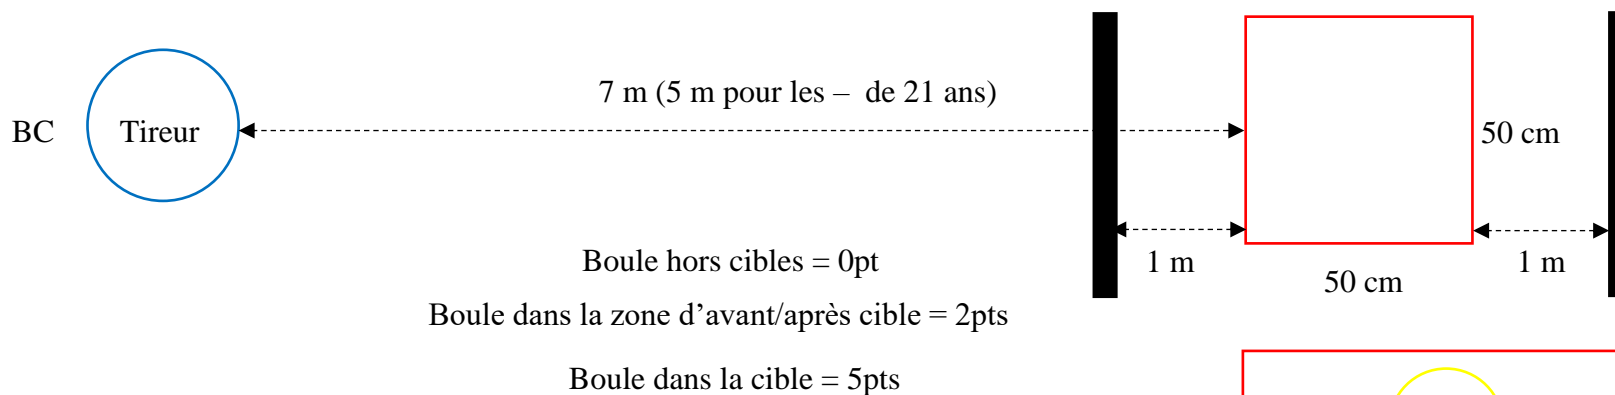 7 m (5 m pour les – de 21 ans)
BC
Tireur
50 cm
1 m
1 m
50 cm
Boule hors cibles = 0pt
Boule dans la zone d’avant/après cible = 2pts
Boule dans la cible = 5pts